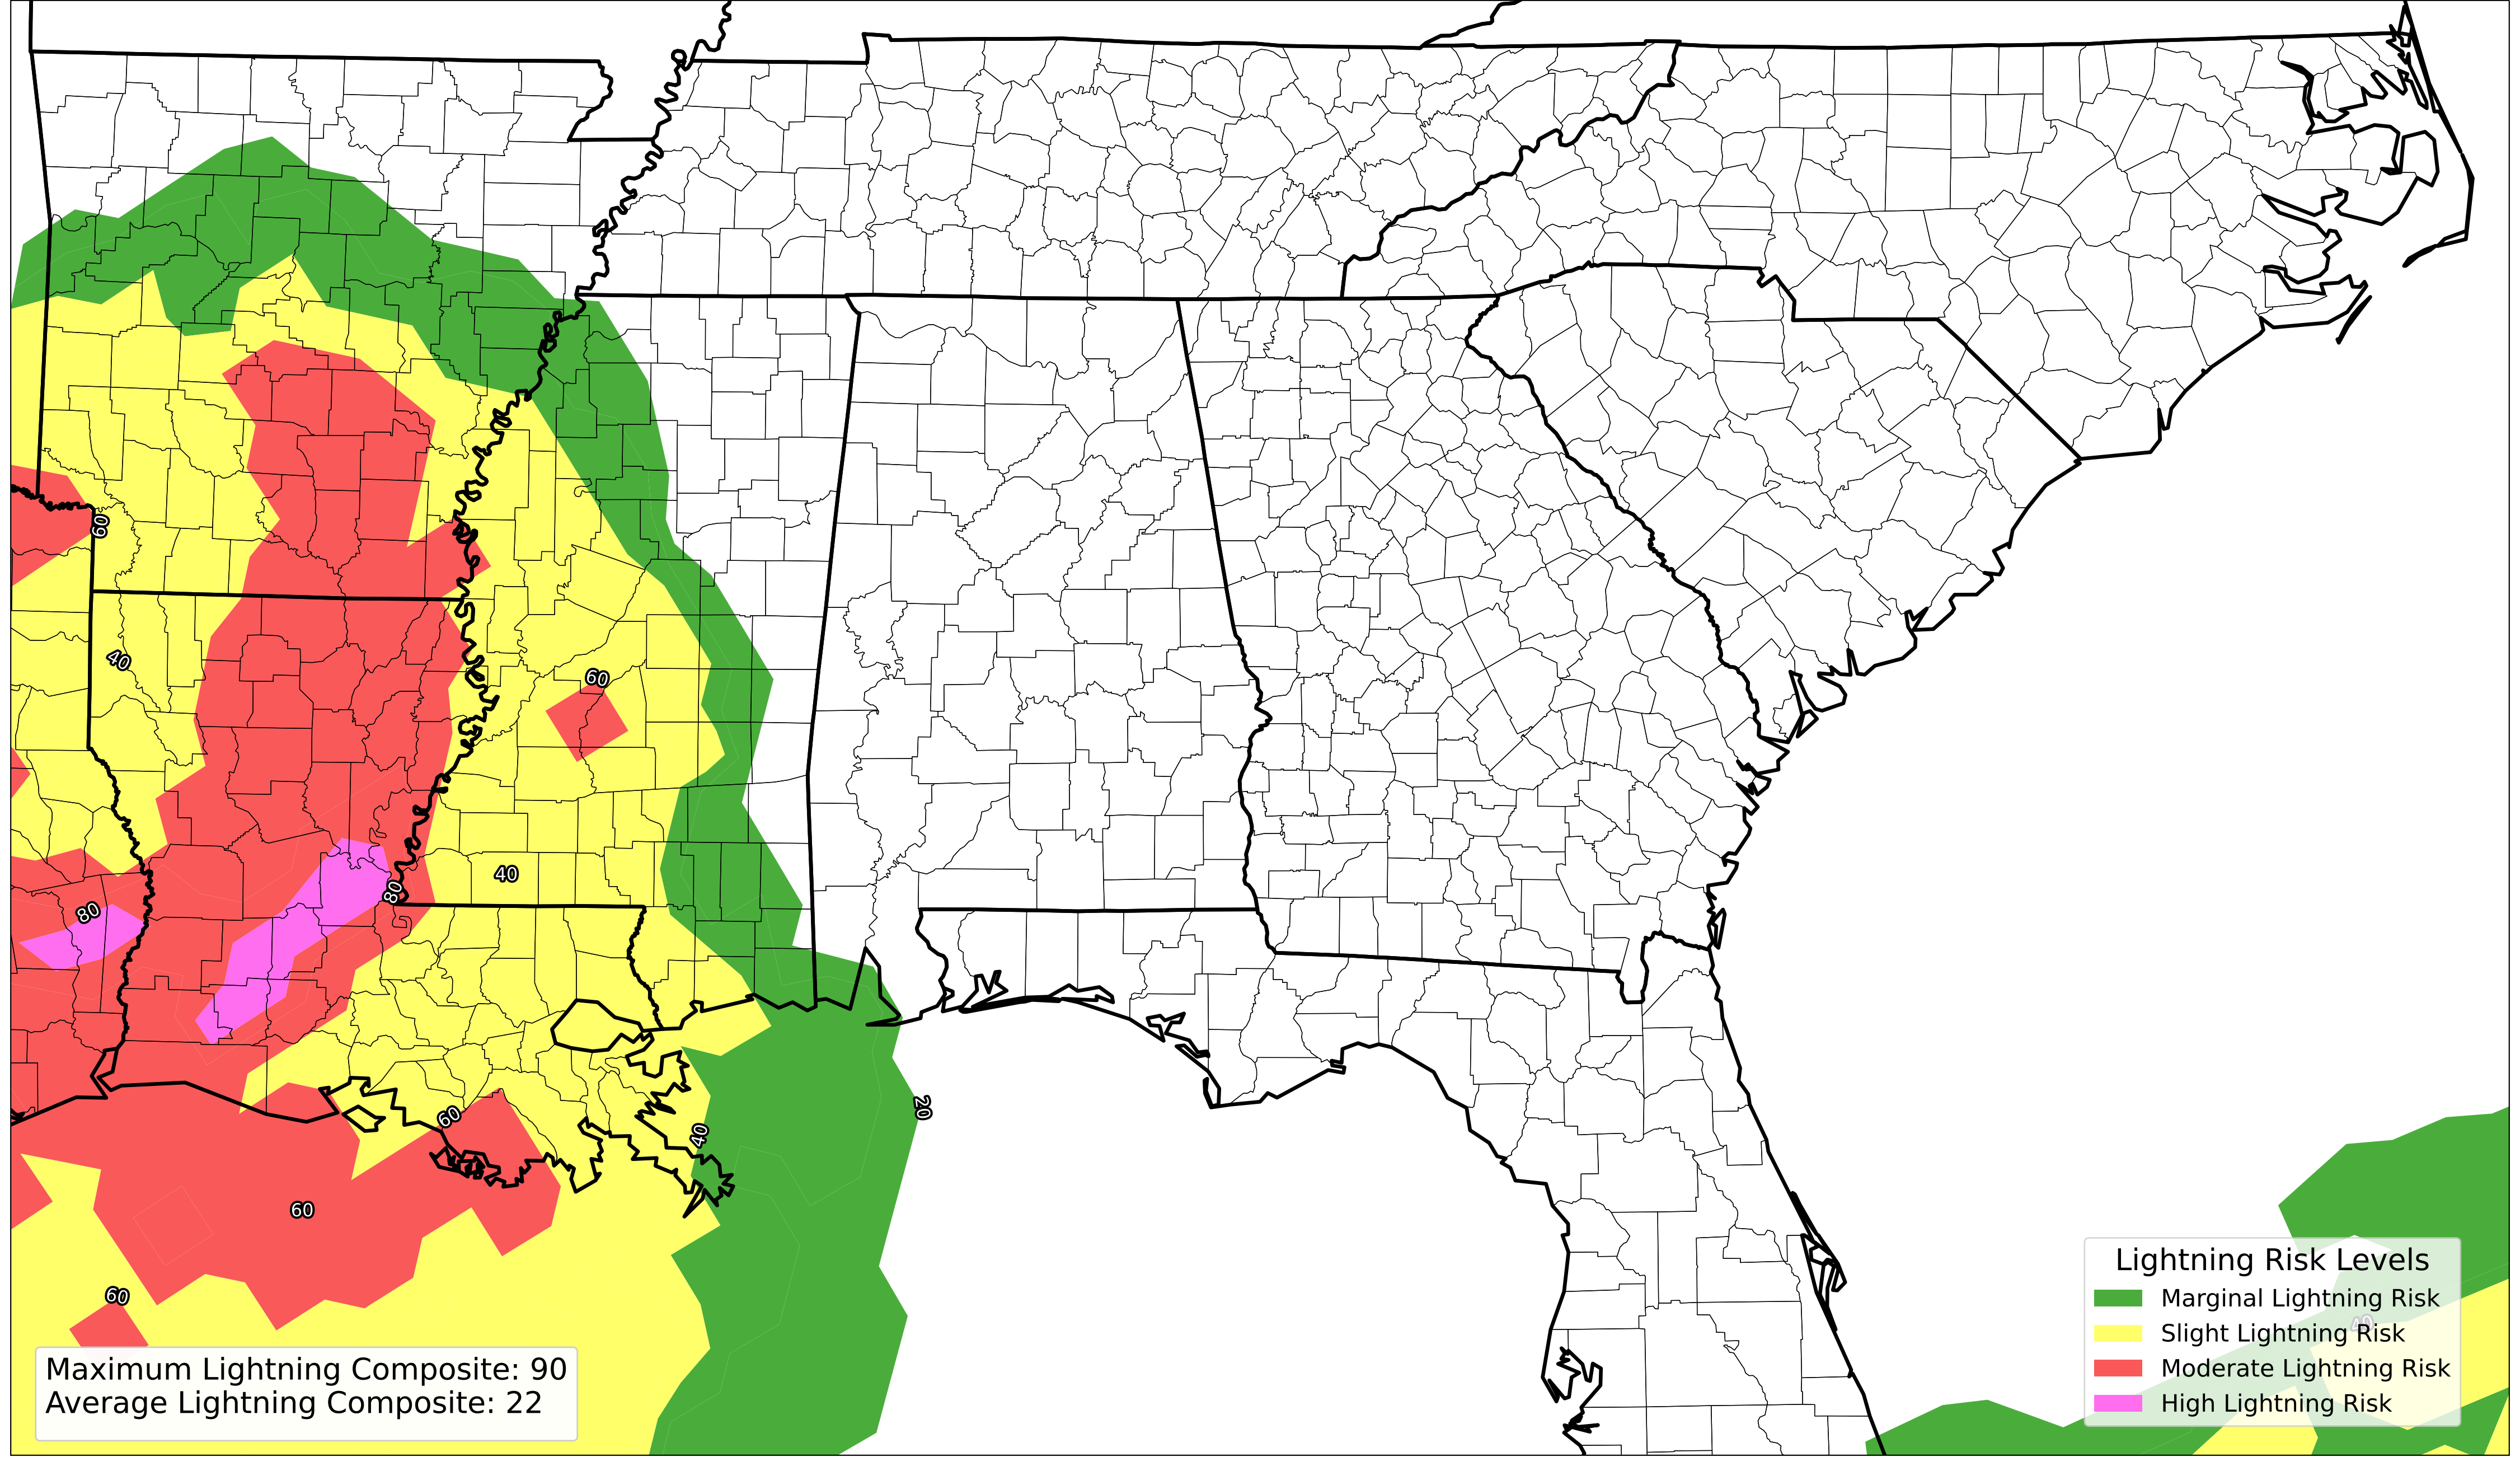 60
40
60
40
80
80
60
40
20
60
60
Lightning Risk Levels
Marginal Lightning Risk
Slight Lightning Risk
40
Moderate Lightning Risk
High Lightning Risk
Maximum Lightning Composite: 90
Average Lightning Composite: 22